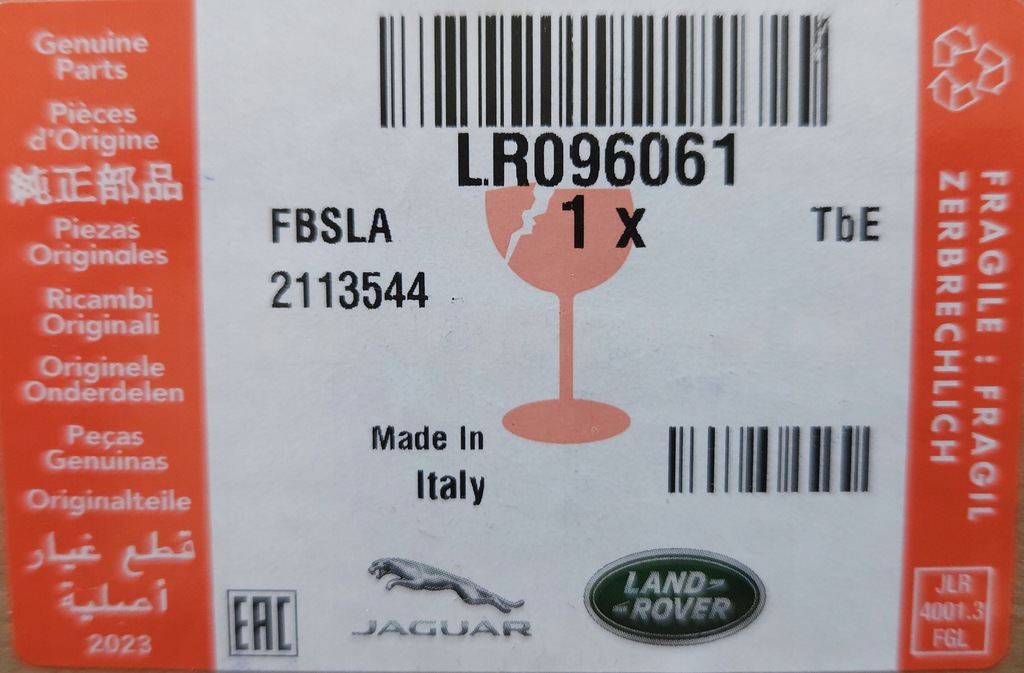 Genuine
Parts
Pièces
d'Origine
純正部品
Piezas
Originales
Ricambi
Originali
Originele
Onderdelen
Peças
Genuinas
Originalteile
قطع غيار
أصلية
2023
LR096061
FBSLA
1 x
TbE
2113544
Made In
Italy
EAC
JAGUAR
LAND-
-ROVER
FRAGILE : FRAGIL
ZERBRECHLICH
JLR
4001.3
FGL